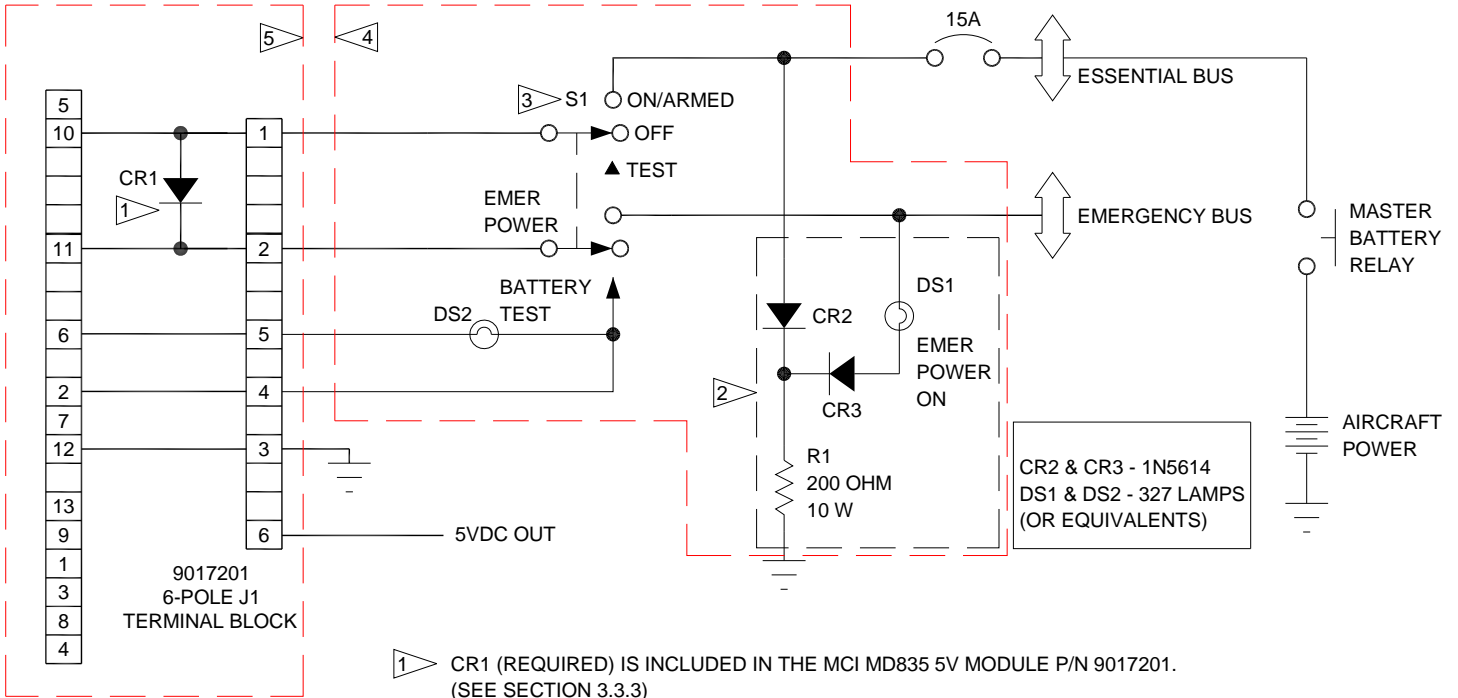 15A
5
4
ESSENTIAL BUS
3
S1
ON/ARMED
OFF
TEST
5
10
1
CR1
1
EMER
POWER
EMERGENCY BUS
MASTER
BATTERY
RELAY
11
2
BATTERY
TEST
DS2
DS1
CR2
EMER
POWER
ON
6
5
2
4
2
CR3
7
12
3
R1
200 OHM
10 W
AIRCRAFT
POWER
CR2 & CR3 - 1N5614
DS1 & DS2 - 327 LAMPS
(OR EQUIVALENTS)
13
9
6
5VDC OUT
1
3
8
4
9017201
6-POLE J1
TERMINAL BLOCK
1
CR1 (REQUIRED) IS INCLUDED IN THE MCI MD835 5V MODULE P/N 9017201.
(SEE SECTION 3.3.3)